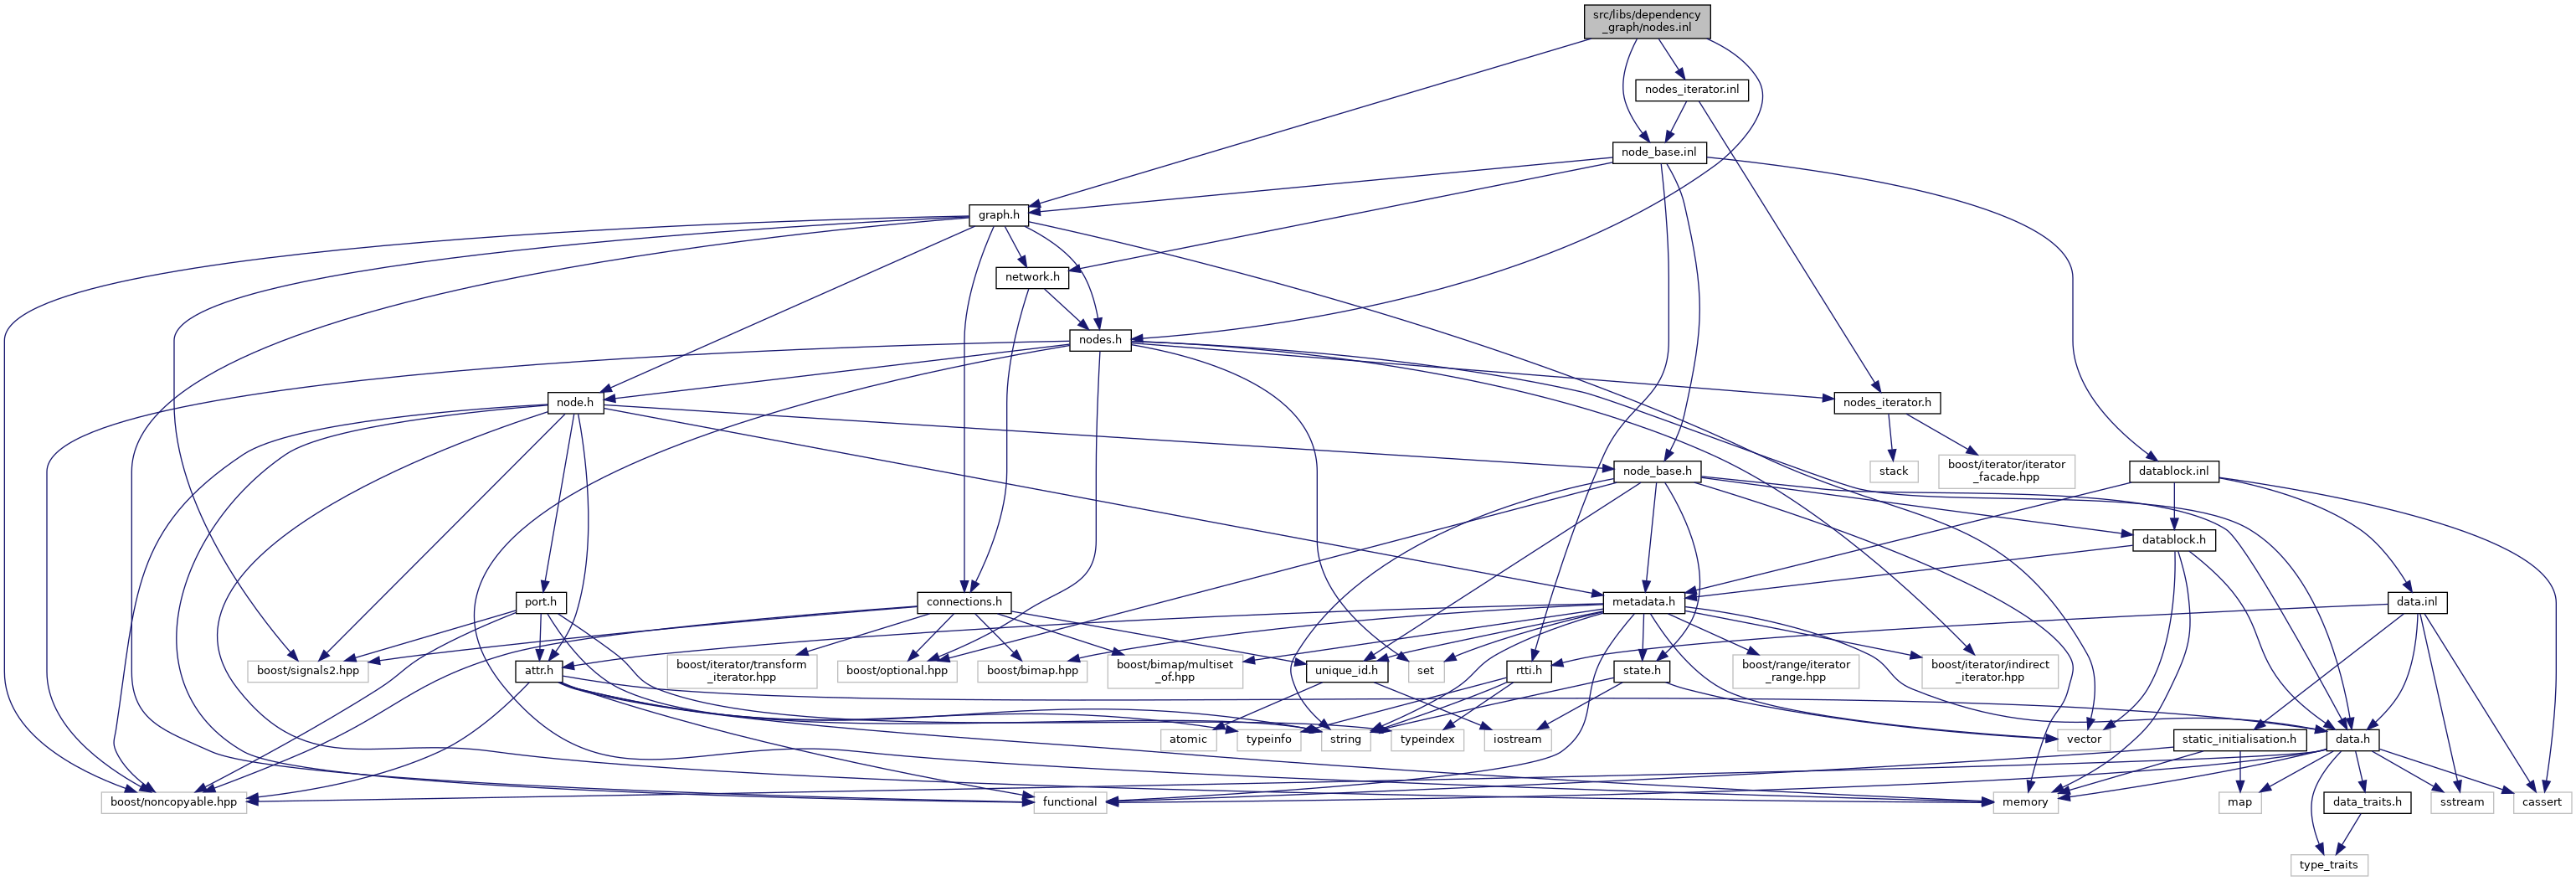 src/libs/dependency
_graph/nodes.inl
nodes_iterator.inl
node_base.inl
graph.h
network.h
nodes.h
node.h
nodes_iterator.h
node_base.h
stack
boost/iterator/iterator
_facade.hpp
datablock.inl
datablock.h
port.h
connections.h
metadata.h
data.inl
boost/signals2.hpp
attr.h
boost/iterator/transform
_iterator.hpp
boost/optional.hpp
boost/bimap.hpp
boost/bimap/multiset
_of.hpp
unique_id.h
set
rtti.h
state.h
boost/range/iterator
_range.hpp
boost/iterator/indirect
_iterator.hpp
atomic
typeinfo
string
typeindex
iostream
vector
static_initialisation.h
data.h
boost/noncopyable.hpp
functional
memory
map
data_traits.h
sstream
cassert
type_traits